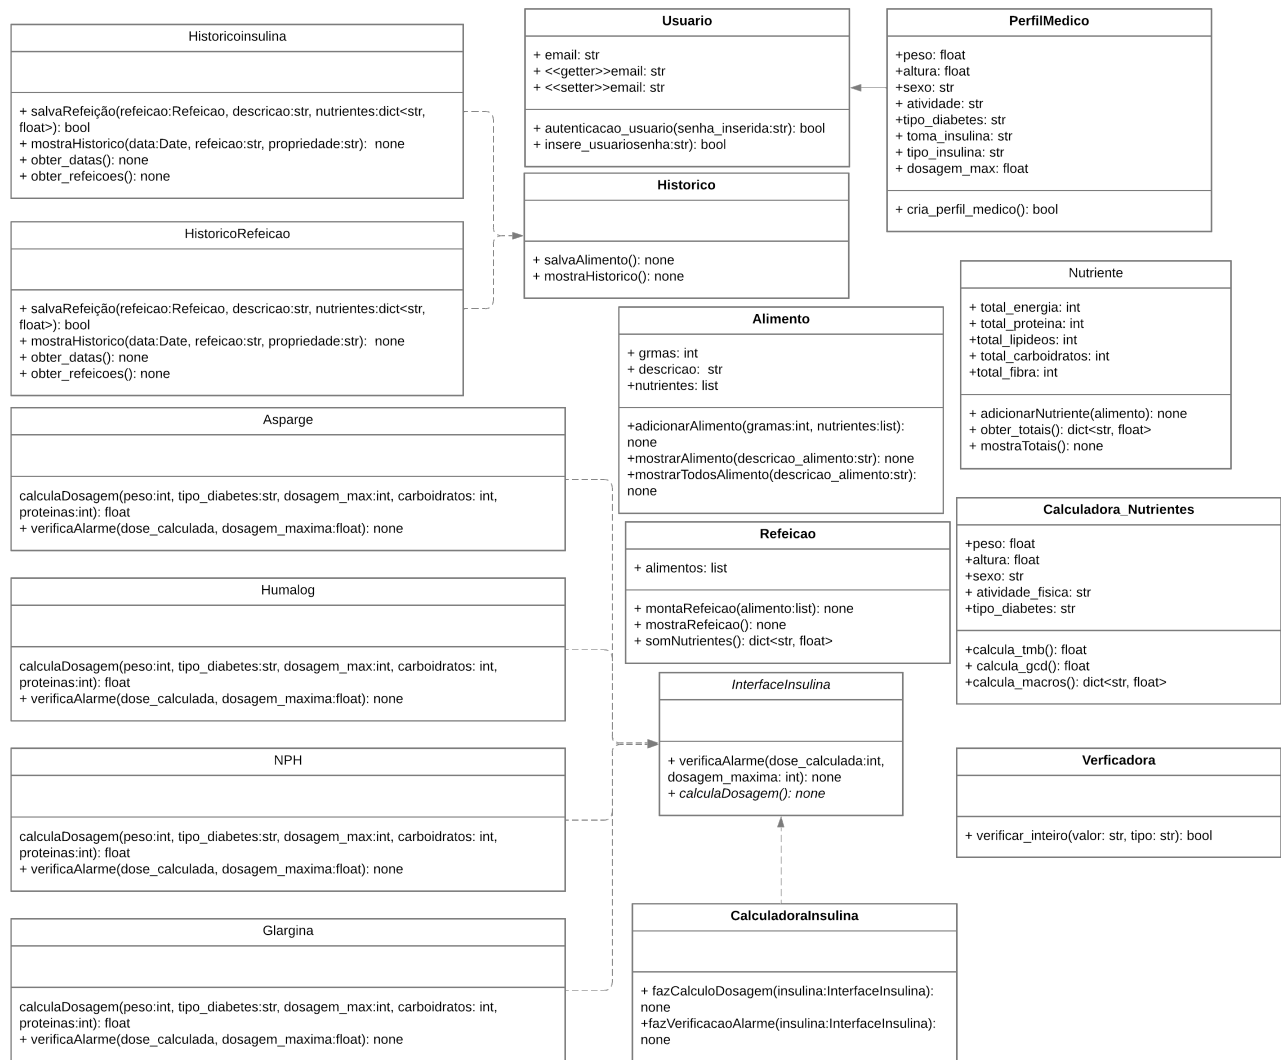 Historicoinsulina
+ salvaRefeição(refeicao:Refeicao, descricao:str, nutrientes:dict<str,
float>): bool
+ mostraHistorico(data:Date, refeicao:str, propriedade:str):  none
+ obter_datas(): none
+ obter_refeicoes(): none
HistoricoRefeicao
+ salvaRefeição(refeicao:Refeicao, descricao:str, nutrientes:dict<str,
float>): bool
+ mostraHistorico(data:Date, refeicao:str, propriedade:str):  none
+ obter_datas(): none
+ obter_refeicoes(): none
Usuario
+ email: str
+ <<getter>>email: str
+ <<setter>>email: str
+ autenticacao_usuario(senha_inserida:str): bool
+ insere_usuariosenha:str): bool
PerfilMedico
+peso: float
+altura: float
+sexo: str
+ atividade: str
+tipo_diabetes: str
+ toma_insulina: str
+ tipo_insulina: str
+ dosagem_max: float
+ cria_perfil_medico(): bool
Historico
+ salvaAlimento(): none
+ mostraHistorico(): none
Nutriente
+ total_energia: int
+ total_proteina: int
+total_lipideos: int
+ total_carboidratos: int
+total_fibra: int
+ adicionarNutriente(alimento): none
+ obter_totais(): dict<str, float>
+ mostraTotais(): none
Alimento
+ grmas: int
+ descricao:  str
+nutrientes: list
+adicionarAlimento(gramas:int, nutrientes:list):
none
+mostrarAlimento(descricao_alimento:str): none
+mostrarTodosAlimento(descricao_alimento:str):
none
Asparge
calculaDosagem(peso:int, tipo_diabetes:str, dosagem_max:int, carboidratos: int,
proteinas:int): float
+ verificaAlarme(dose_calculada, dosagem_maxima:float): none
Refeicao
+ alimentos: list
+ montaRefeicao(alimento:list): none
+ mostraRefeicao(): none
+ somNutrientes(): dict<str, float>
Calculadora_Nutrientes
+peso: float
+altura: float
+sexo: str
+ atividade_fisica: str
+tipo_diabetes: str
+calcula_tmb(): float
+ calcula_gcd(): float
+calcula_macros(): dict<str, float>
Humalog
calculaDosagem(peso:int, tipo_diabetes:str, dosagem_max:int, carboidratos: int,
proteinas:int): float
+ verificaAlarme(dose_calculada, dosagem_maxima:float): none
InterfaceInsulina
+ verificaAlarme(dose_calculada:int,
dosagem_maxima: int): none
+ calculaDosagem(): none
NPH
calculaDosagem(peso:int, tipo_diabetes:str, dosagem_max:int, carboidratos: int,
proteinas:int): float
+ verificaAlarme(dose_calculada, dosagem_maxima:float): none
Verficadora
+ verificar_inteiro(valor: str, tipo: str): bool
Glargina
calculaDosagem(peso:int, tipo_diabetes:str, dosagem_max:int, carboidratos: int,
proteinas:int): float
+ verificaAlarme(dose_calculada, dosagem_maxima:float): none
CalculadoraInsulina
+ fazCalculoDosagem(insulina:InterfaceInsulina):
none
+fazVerificacaoAlarme(insulina:InterfaceInsulina):
none